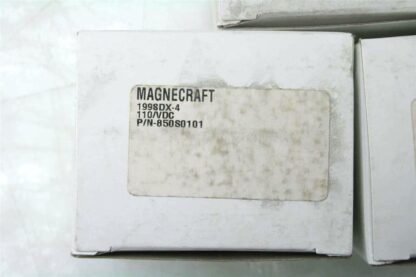 MAGNECRAFT
199SDX-4
110/VDC
P/N-850S0101